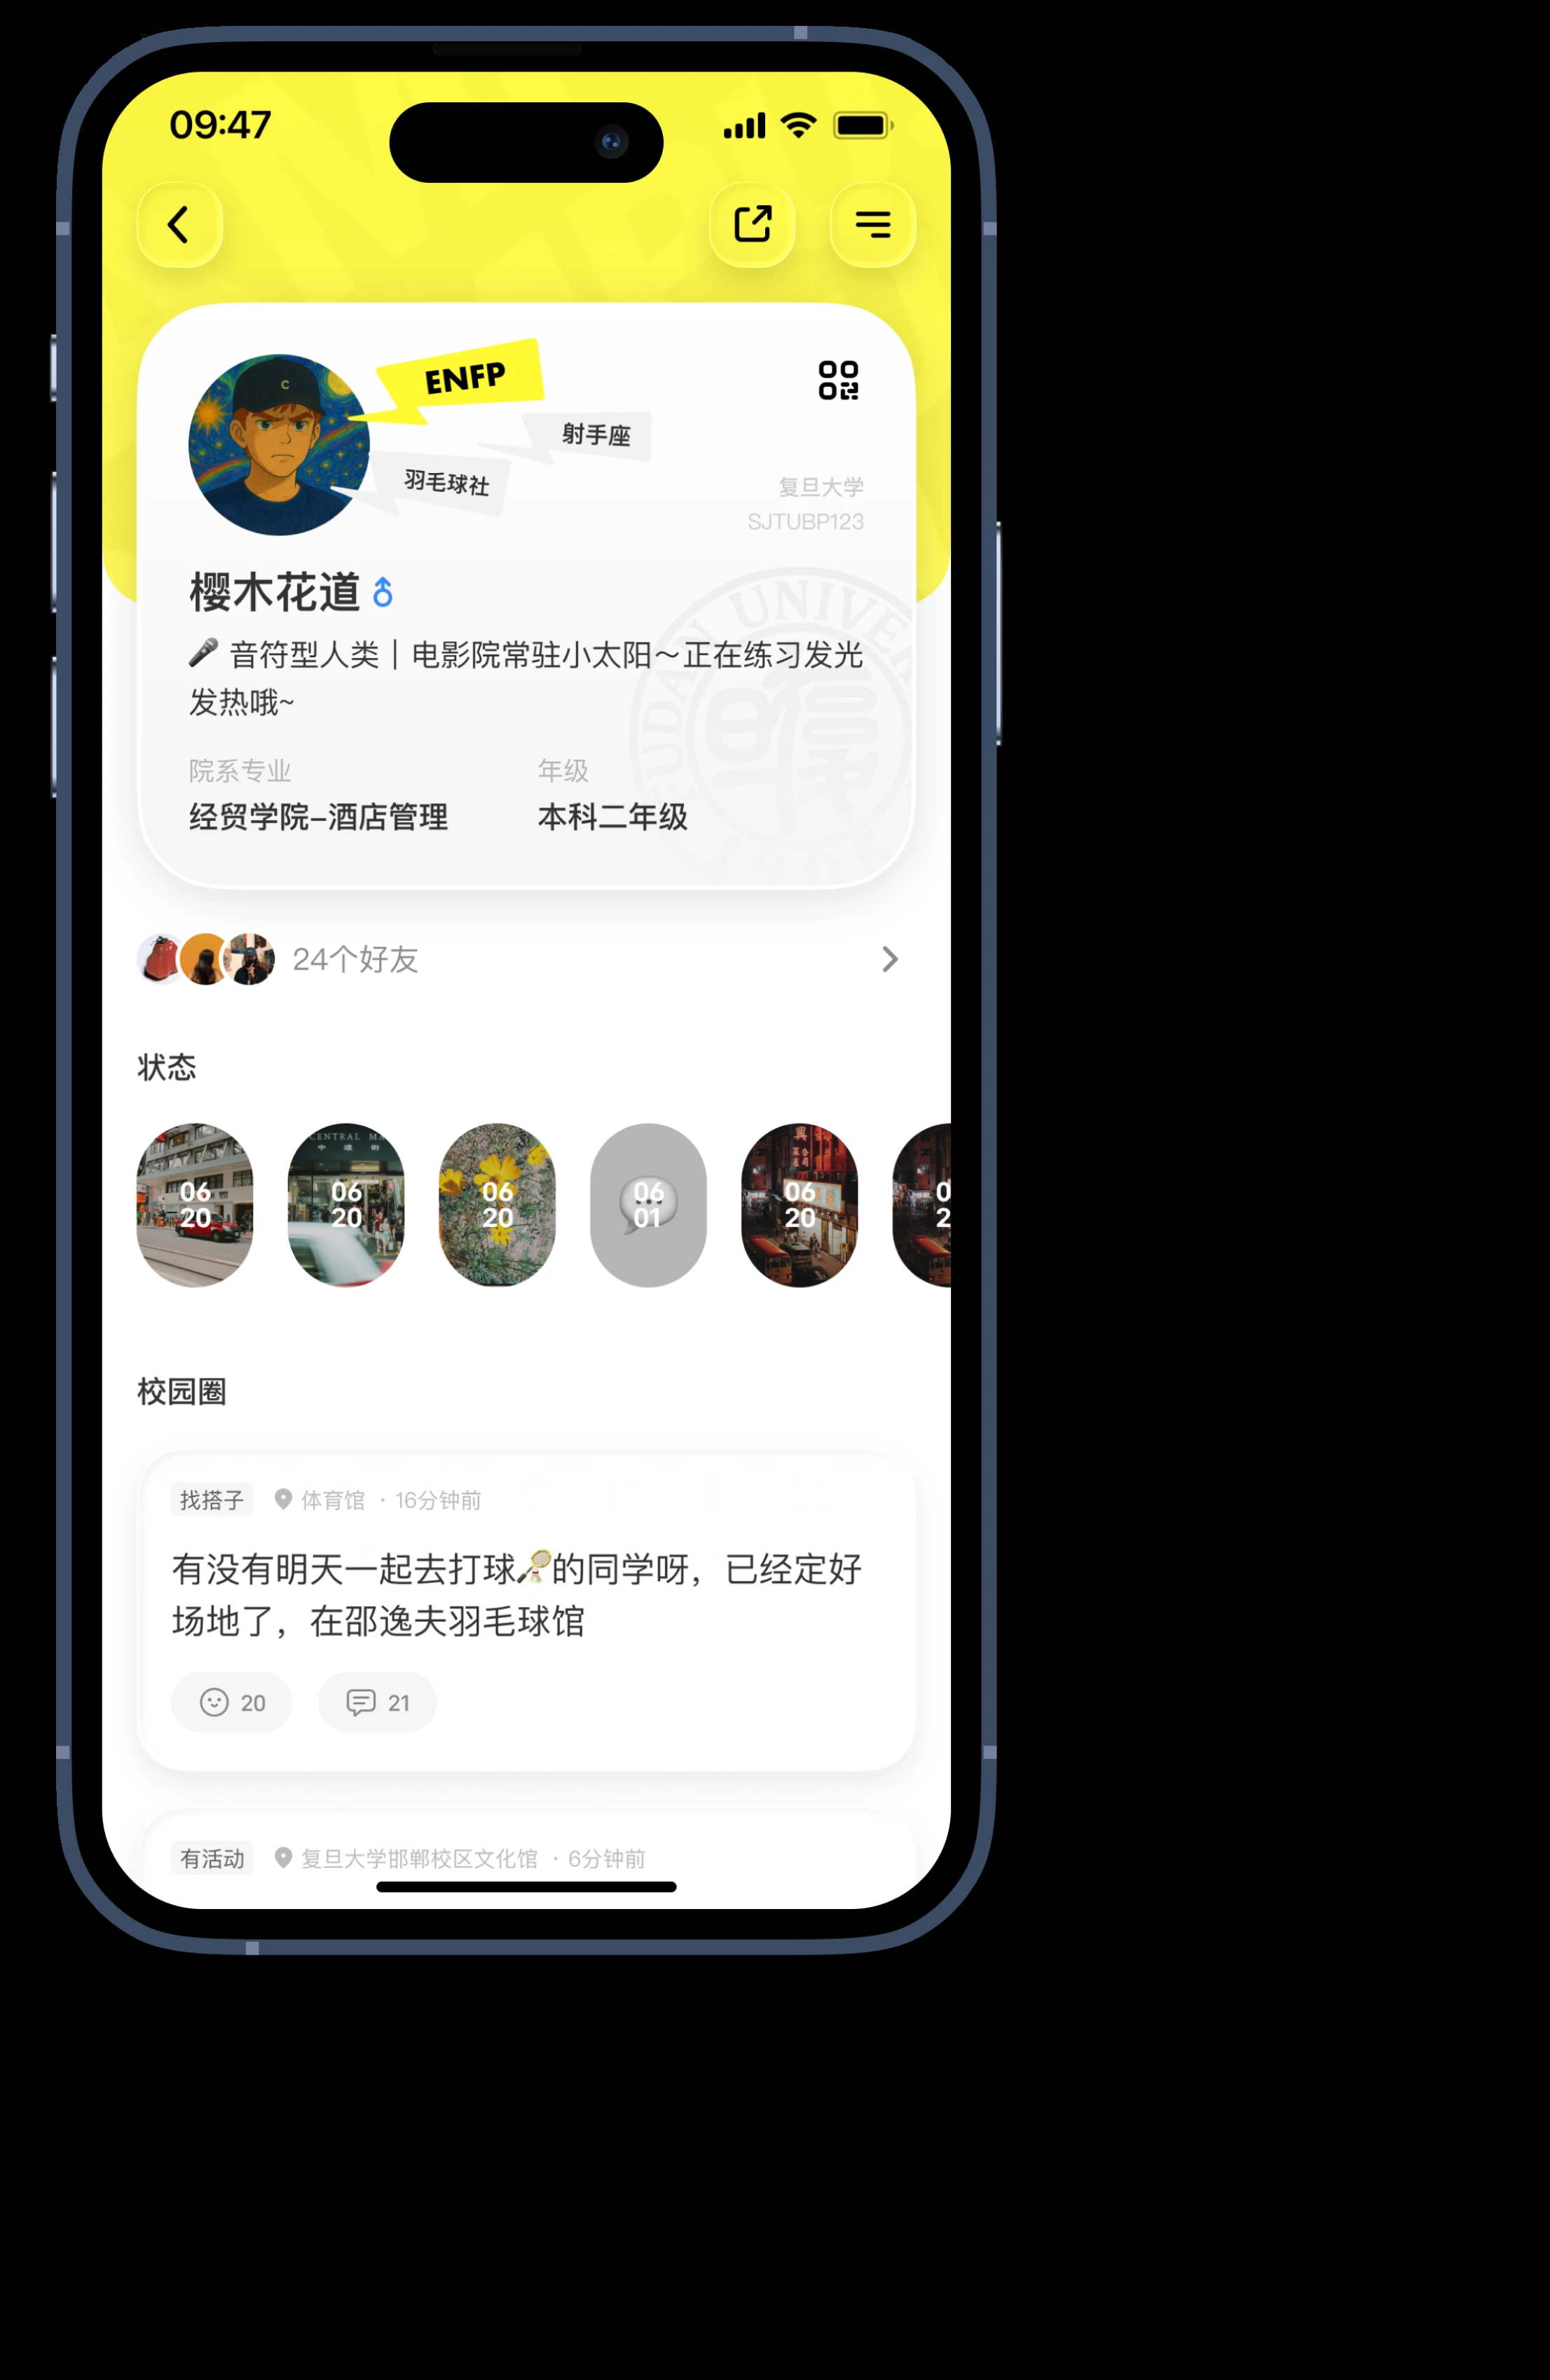 09:47
C
ENFP
射手座
羽毛球社
复旦大学
SJTUBP123
樱木花道
FUDAN UNIVER
音符型人类｜电影院常驻小太阳～正在练习发光
发热哦~
院系专业
年级
经贸学院-酒店管理
本科二年级
24个好友
状态
CENTRAL MA
06
20
06
20
06
20
06
01
06
20
0
2
校园圈
找搭子
体育馆 · 16分钟前
有没有明天一起去打球🏸的同学呀，已经定好
场地了，在邵逸夫羽毛球馆
20
21
有活动
复旦大学邯郸校区文化馆 · 6分钟前